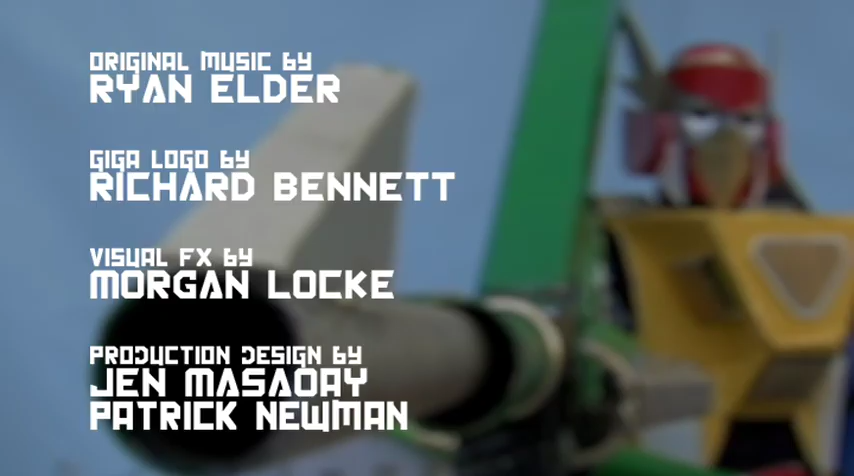 ORIGINAL MUSIC BY
RYAN ELDER
GIGA LOGO BY
RICHARD BENNETT
VISUAL FX BY
MORGAN LOCKE
PRODUCTION DESIGN BY
JEN MASAOAY
PATRICK NEWMAN